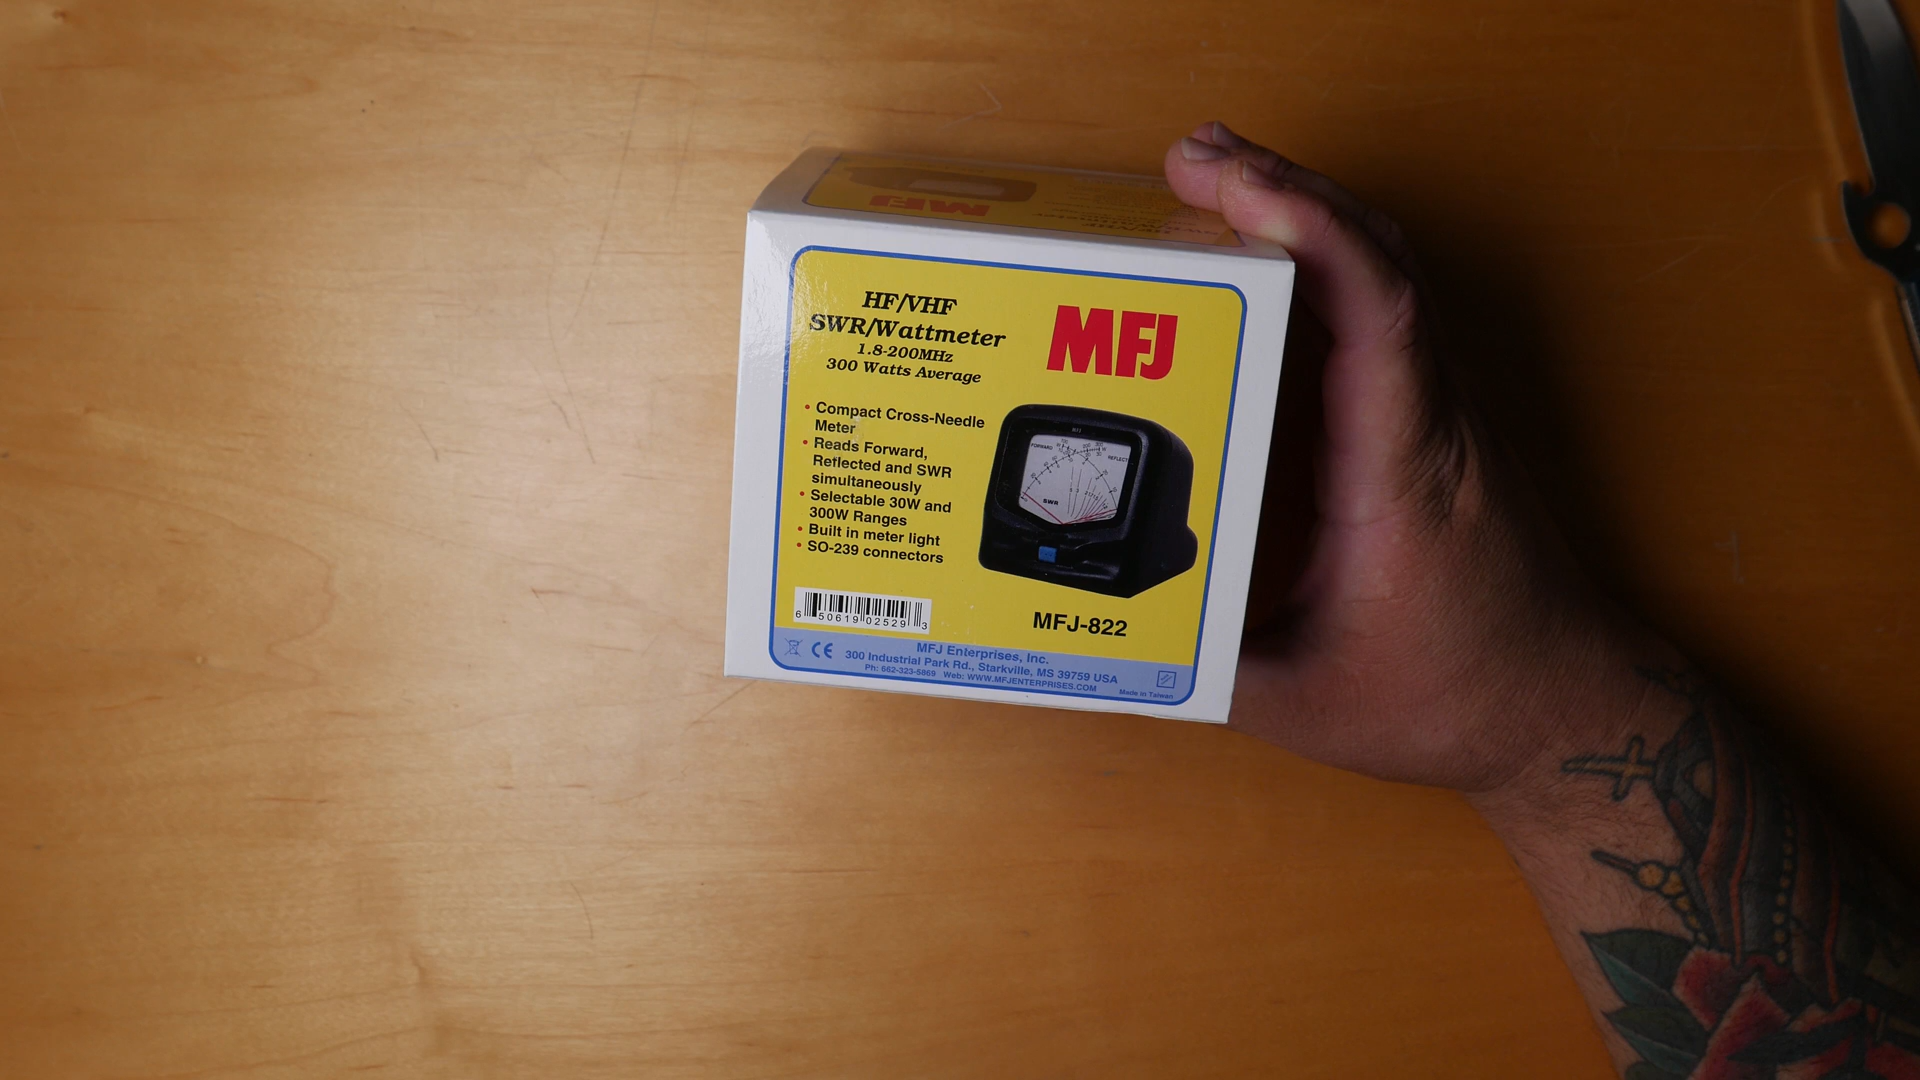 MFJ
HF/VHF
SWR/Wattmeter
1.8-200MHz
300 Watts Average
MFJ
• Compact Cross-Needle
Meter
• Reads Forward,
Reflected and SWR
simultaneously
• Selectable 30W and
300W Ranges
• Built in meter light
• SO-239 connectors
FORWARD
REFLECT
SWR
6 50619 02529 3
MFJ-822
CE
MFJ Enterprises, Inc.
300 Industrial Park Rd., Starkville, MS 39759 USA
Ph: 662-323-5869 Web: WWW.MFJENTERPRISES.COM
Made in Taiwan